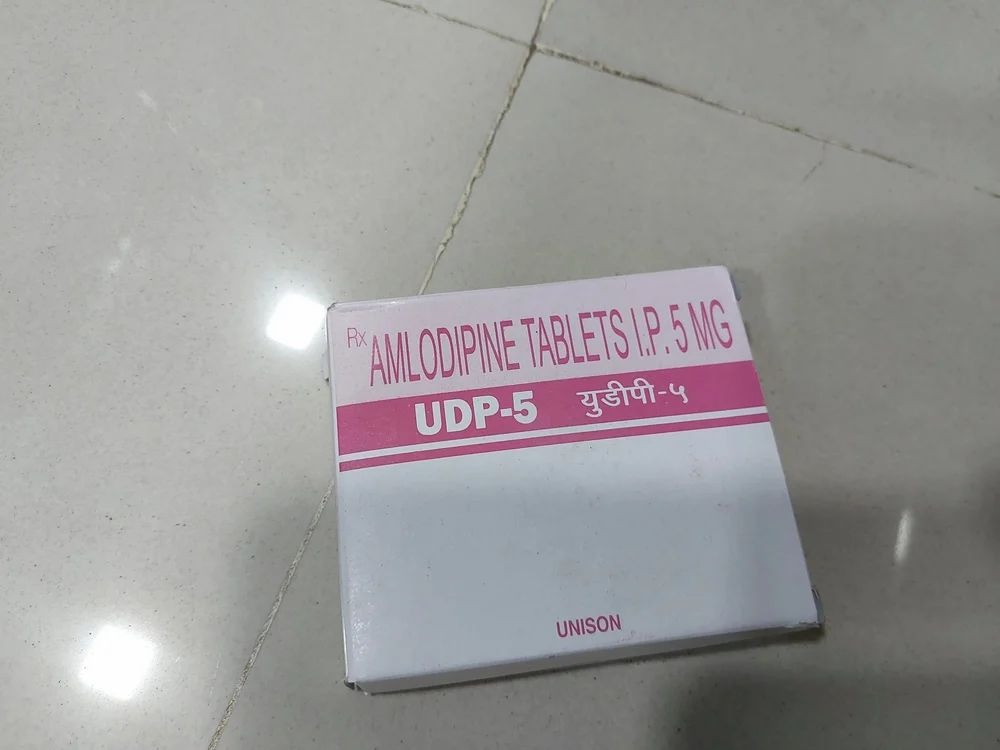 Rx AMLODIPINE TABLETS I.P. 5 MG
UDP-5 युडीपी-५
UNISON